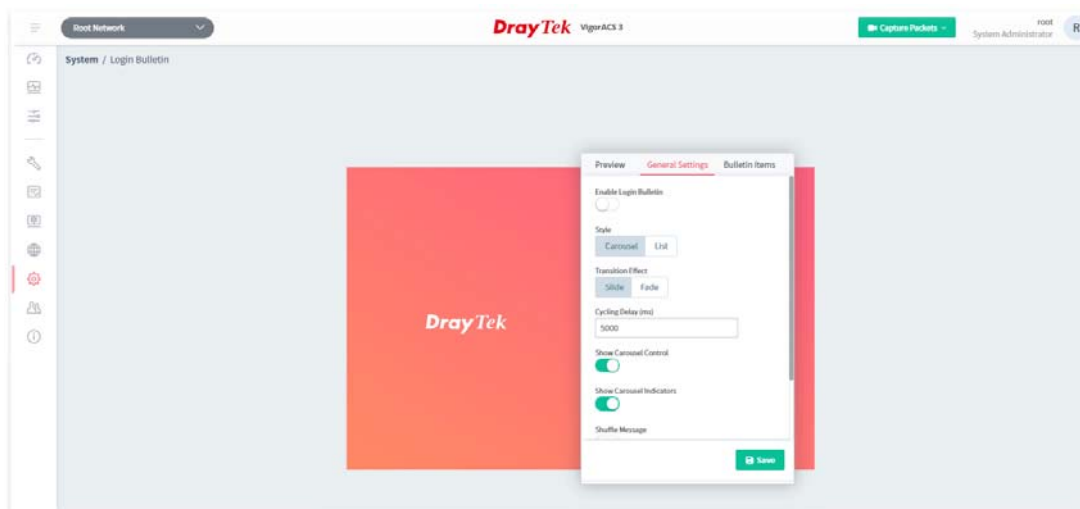 Root Network
DrayTek VigorACS 3
Capture Packets
root
System Administrator
R
System / Login Bulletin
Preview General Settings Bulletin Items
Enable Login Bulletin
Style
Carousel List
Transition Effect
Slide Fade
Cycling Delay (ms)
5000
Show Carousel Control
Show Carousel Indicators
Shuffle Message
Save
DrayTek